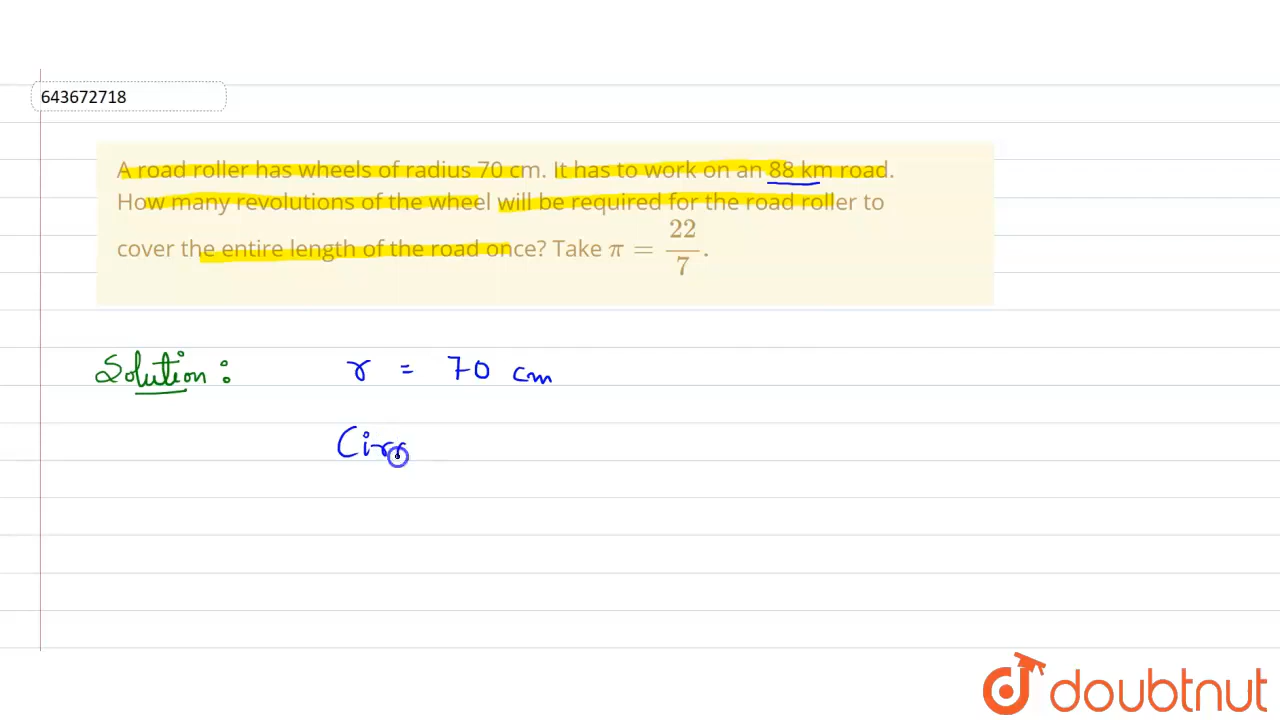 643672718
A road roller has wheels of radius 70 cm. It has to work on an 88 km road.
How many revolutions of the wheel will be required for the road roller to
cover the entire length of the road once? Take π = 22/7.
Solution: r = 70 cm
Circ
doubtnut